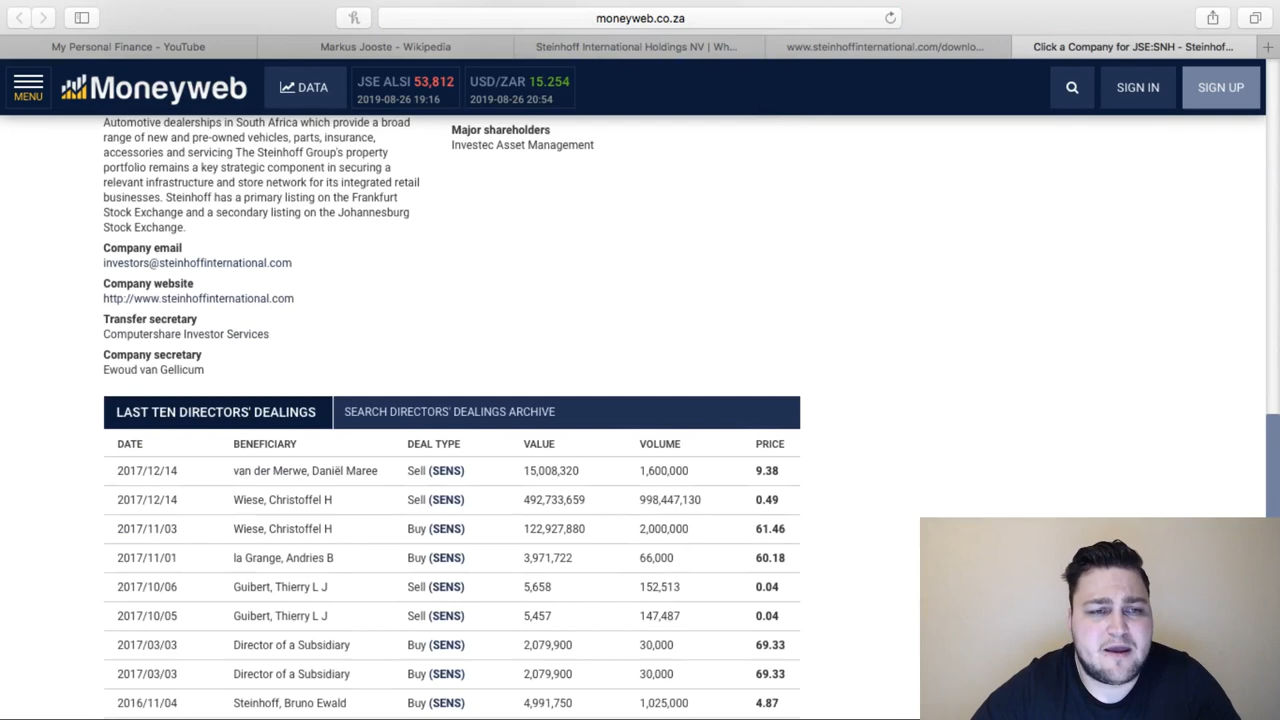 moneyweb.co.za
My Personal Finance - YouTube
Markus Jooste - Wikipedia
Steinhoff International Holdings NV | Wh...
www.steinhoffinternational.com/downlo...
Click a Company for JSE:SNH - Steinhof...
MENU
Moneyweb
DATA
JSE ALSI 53,812
2019-08-26 19:16
USD/ZAR 15.254
2019-08-26 20:54
SIGN IN
SIGN UP
Automotive dealerships in South Africa which provide a broad
range of new and pre-owned vehicles, parts, insurance,
accessories and servicing The Steinhoff Group's property
portfolio remains a key strategic component in securing a
relevant infrastructure and store network for its integrated retail
businesses. Steinhoff has a primary listing on the Frankfurt
Stock Exchange and a secondary listing on the Johannesburg
Stock Exchange.
Company email
investors@steinhoffinternational.com
Company website
http://www.steinhoffinternational.com
Transfer secretary
Computershare Investor Services
Company secretary
Ewoud van Gellicum
Major shareholders
Investec Asset Management
LAST TEN DIRECTORS' DEALINGS SEARCH DIRECTORS' DEALINGS ARCHIVE
DATE BENEFICIARY DEAL TYPE VALUE VOLUME PRICE
2017/12/14 van der Merwe, Daniël Maree Sell (SENS) 15,008,320 1,600,000 9.38
2017/12/14 Wiese, Christoffel H Sell (SENS) 492,733,659 998,447,130 0.49
2017/11/03 Wiese, Christoffel H Buy (SENS) 122,927,880 2,000,000 61.46
2017/11/01 la Grange, Andries B Buy (SENS) 3,971,722 66,000 60.18
2017/10/06 Guibert, Thierry L J Sell (SENS) 5,658 152,513 0.04
2017/10/05 Guibert, Thierry L J Sell (SENS) 5,457 147,487 0.04
2017/03/03 Director of a Subsidiary Buy (SENS) 2,079,900 30,000 69.33
2017/03/03 Director of a Subsidiary Buy (SENS) 2,079,900 30,000 69.33
2016/11/04 Steinhoff, Bruno Ewald Buy (SENS) 4,991,750 1,025,000 4.87